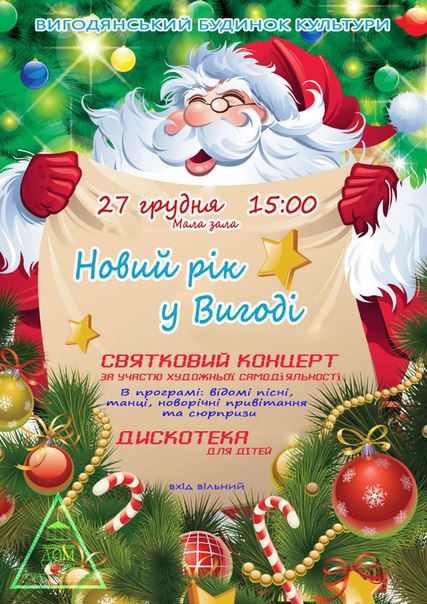 ВИГОДЯНСЬКИЙ БУДИНОК КУЛЬТУРИ
27 грудня 15:00
Мала зала
Новий рік
у Вигоді
СВЯТКОВИЙ КОНЦЕРТ
ЗА УЧАСТЮ ХУДОЖНЬОЇ САМОДІЯЛЬНОСТІ
В програмі: відомі пісні,
танці, новорічні привітання
та сюрпризи
ДИСКОТЕКА
ДЛЯ ДІТЕЙ
вхід вільний
ДОМ